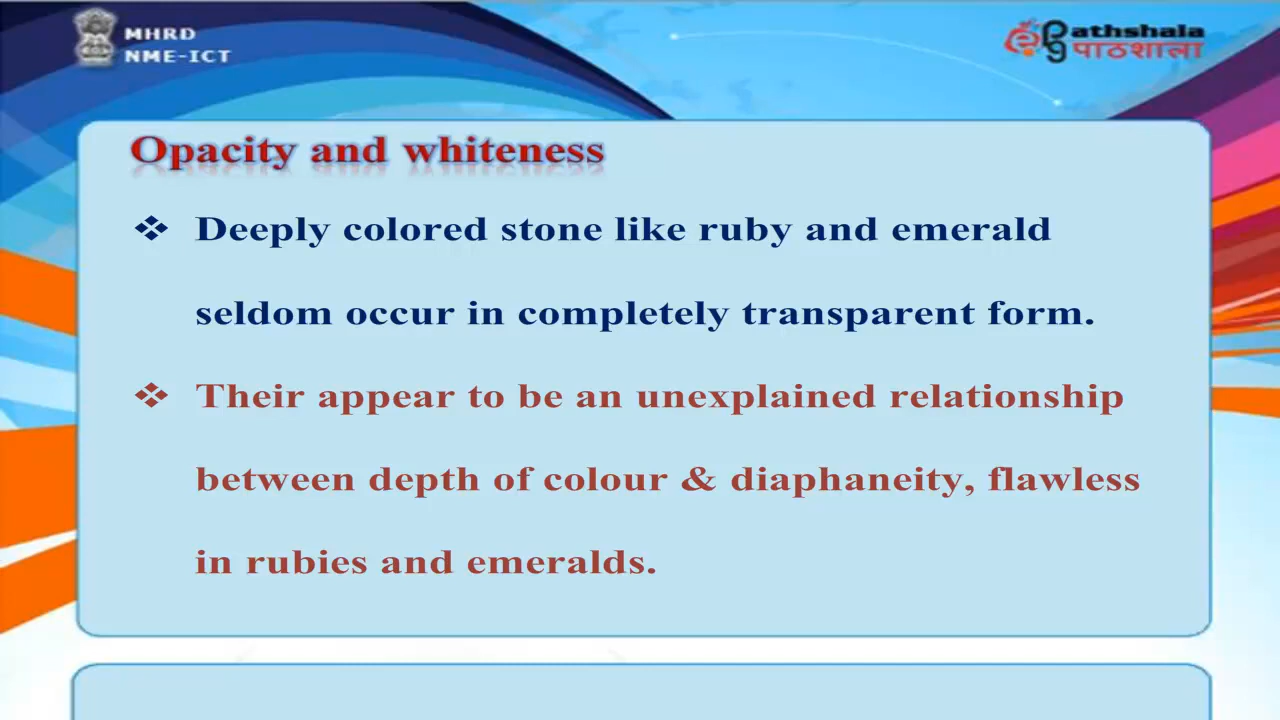 MHRD
NME-ICT
ePathshala
पाठशाला
Opacity and whiteness
❖ Deeply colored stone like ruby and emerald
seldom occur in completely transparent form.
❖ Their appear to be an unexplained relationship
between depth of colour & diaphaneity, flawless
in rubies and emeralds.